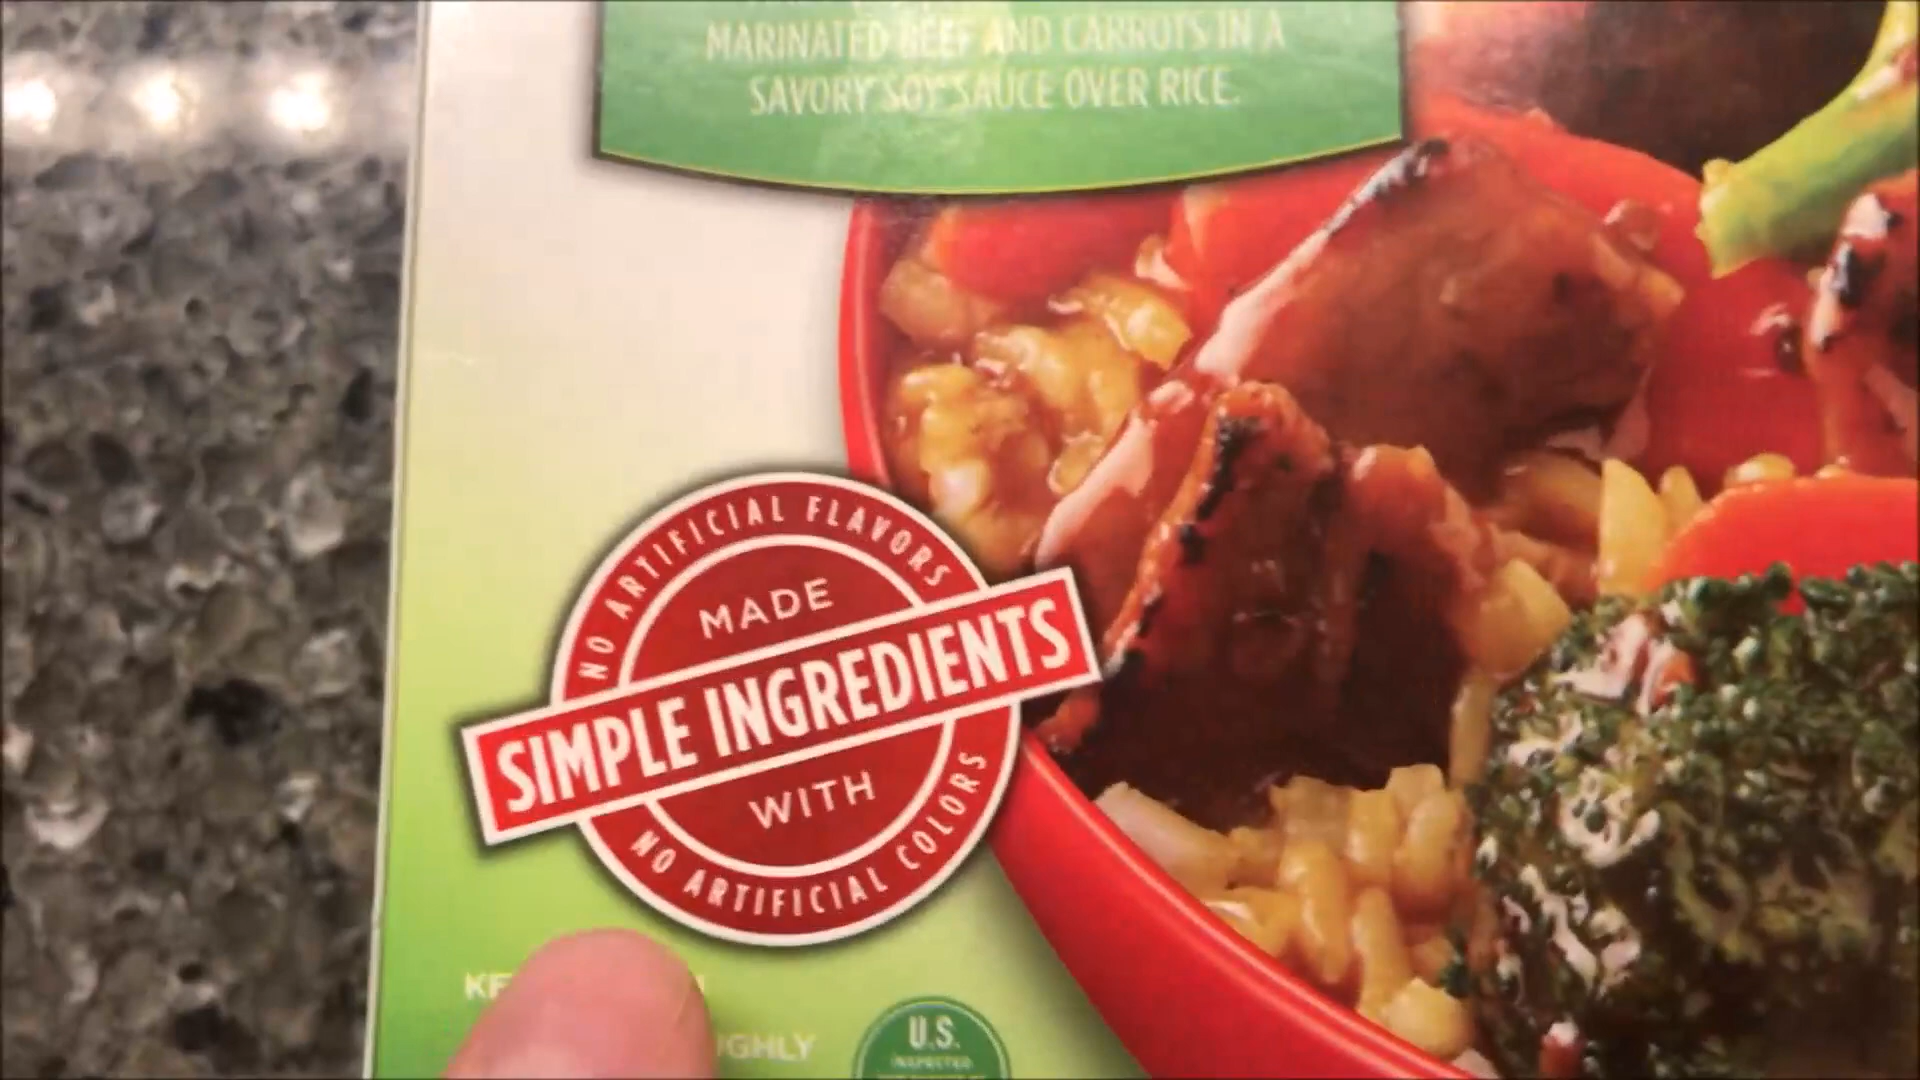 MARINATED BEEF AND CARROTS IN A
SAVORY SOY SAUCE OVER RICE.
NO ARTIFICIAL FLAVORS
MADE
SIMPLE INGREDIENTS
WITH
NO ARTIFICIAL COLORS
U.S.
INSPECTED